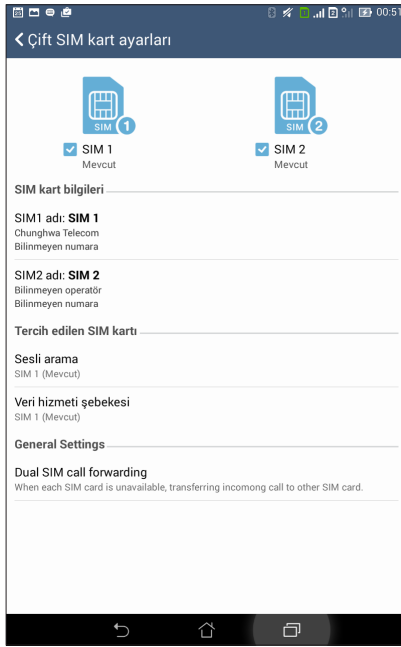 00:51
Çift SIM kart ayarları
SIM 1
SIM 2
SIM 1
SIM 2
Mevcut
Mevcut
SIM kart bilgileri
SIM1 adı: SIM 1
Chunghwa Telecom
Bilinmeyen numara
SIM2 adı: SIM 2
Bilinmeyen operatör
Bilinmeyen numara
Tercih edilen SIM kartı
Sesli arama
SIM 1 (Mevcut)
Veri hizmeti şebekesi
SIM 1 (Mevcut)
General Settings
Dual SIM call forwarding
When each SIM card is unavailable, transferring incomong call to other SIM card.